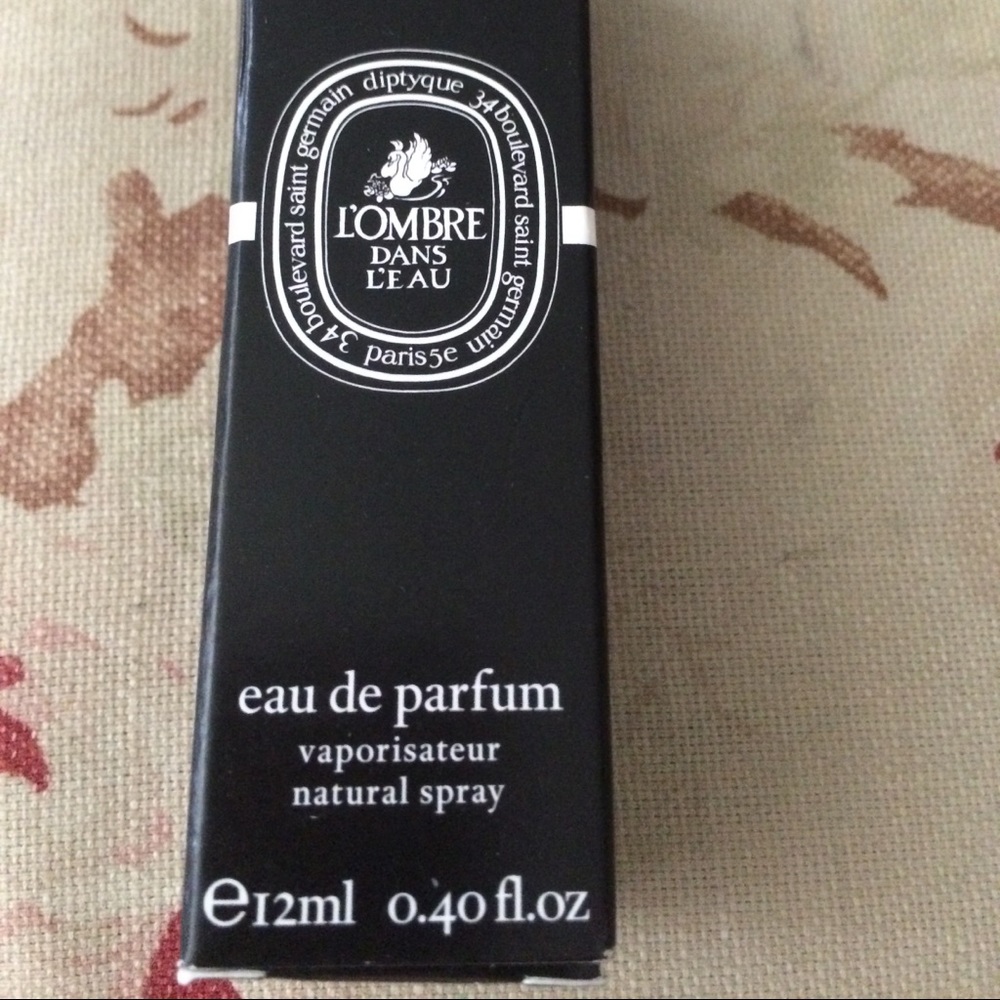 diptyque 34 boulevard saint germain paris 5e 34 boulevard saint germain
L'OMBRE
DANS
L'EAU
eau de parfum
vaporisateur
natural spray
e12ml 0.40 fl.oz